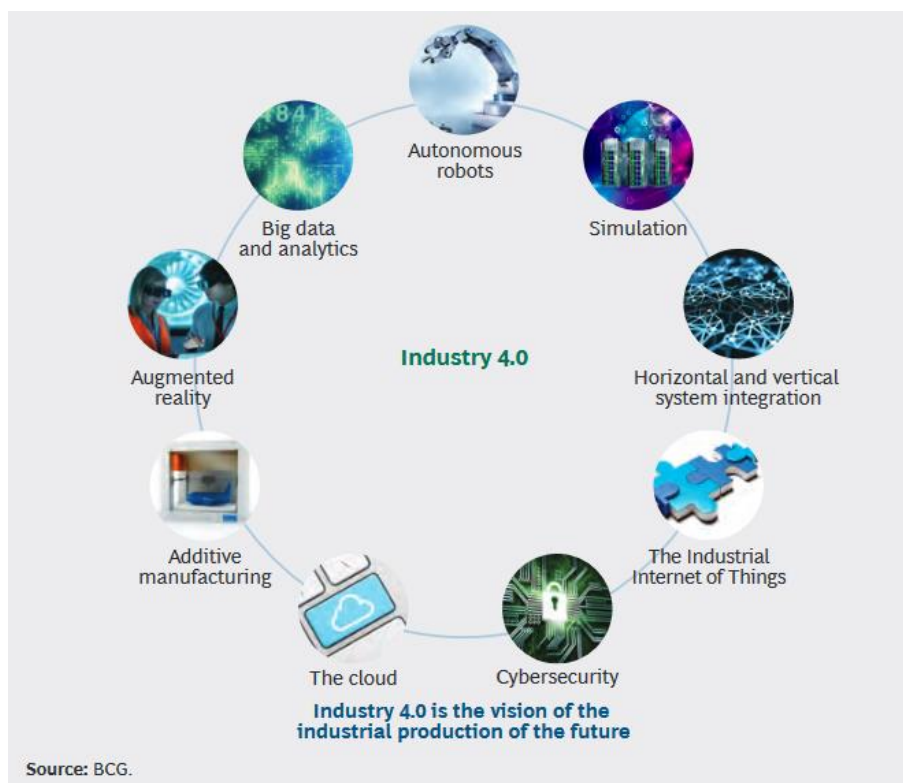 1841
Autonomous
robots
Simulation
Big data
and analytics
Augmented
reality
Industry 4.0
Horizontal and vertical
system integration
Additive
manufacturing
The Industrial
Internet of Things
The cloud
Cybersecurity
Industry 4.0 is the vision of the
industrial production of the future
Source: BCG.